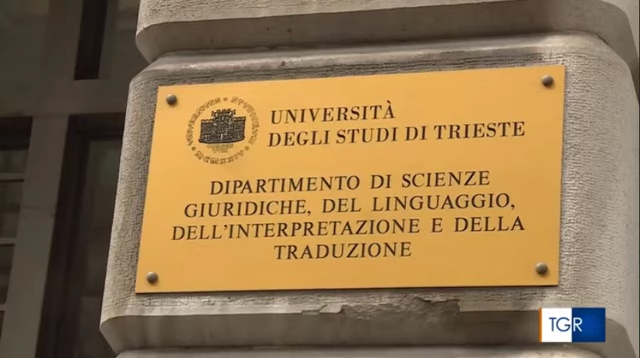 UNIVERSITÀ
DEGLI STUDI DI TRIESTE
DIPARTIMENTO DI SCIENZE
GIURIDICHE, DEL LINGUAGGIO,
DELL'INTERPRETAZIONE E DELLA
TRADUZIONE
TGR